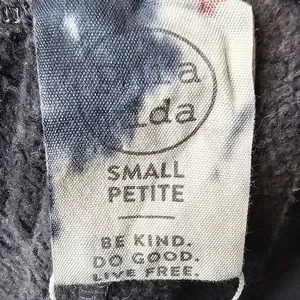 SMALL
PETITE
BE KIND.
DO GOOD.
LIVE FREE.